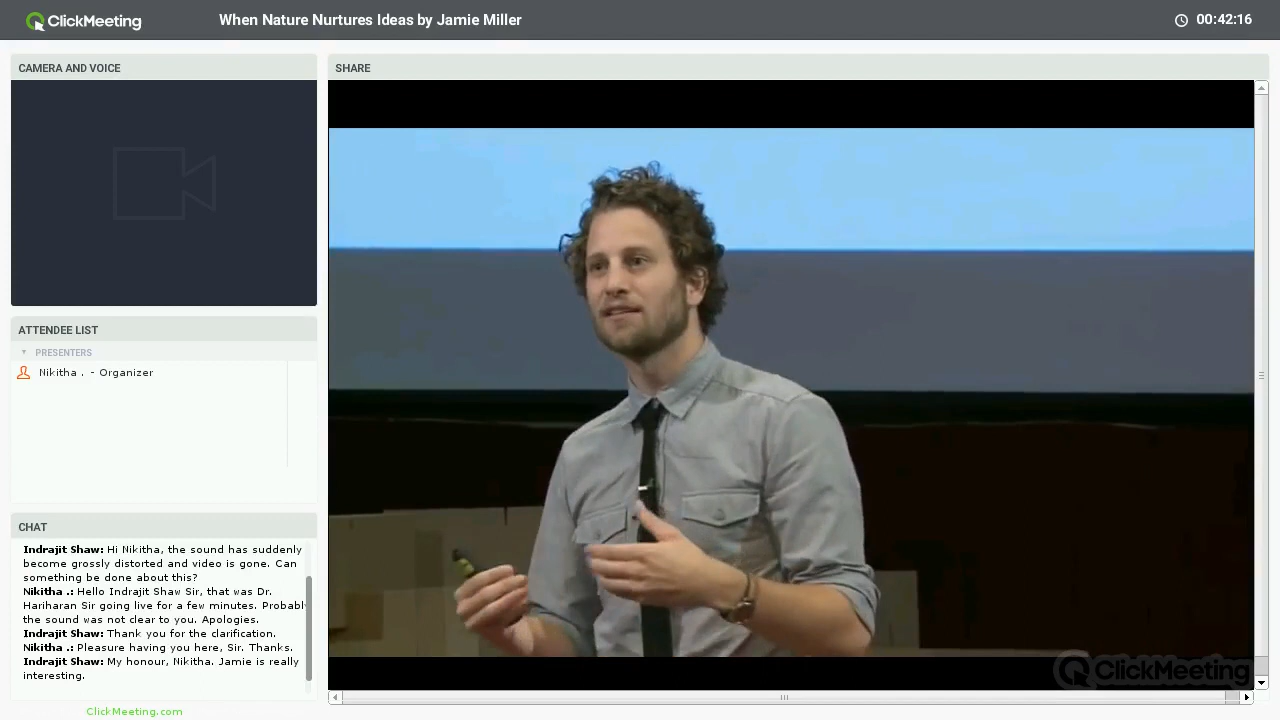 ClickMeeting
When Nature Nurtures Ideas by Jamie Miller
00:42:16
CAMERA AND VOICE
SHARE
ATTENDEE LIST
PRESENTERS
Nikitha . - Organizer
CHAT
Indrajit Shaw: Hi Nikitha, the sound has suddenly
become grossly distorted and video is gone. Can
something be done about this?
Nikitha .: Hello Indrajit Shaw Sir, that was Dr.
Hariharan Sir going live for a few minutes. Probabl
the sound was not clear to you. Apologies.
Indrajit Shaw: Thank you for the clarification.
Nikitha .: Pleasure having you here, Sir. Thanks.
Indrajit Shaw: My honour, Nikitha. Jamie is really
interesting.
ClickMeeting.com
ClickMeeting